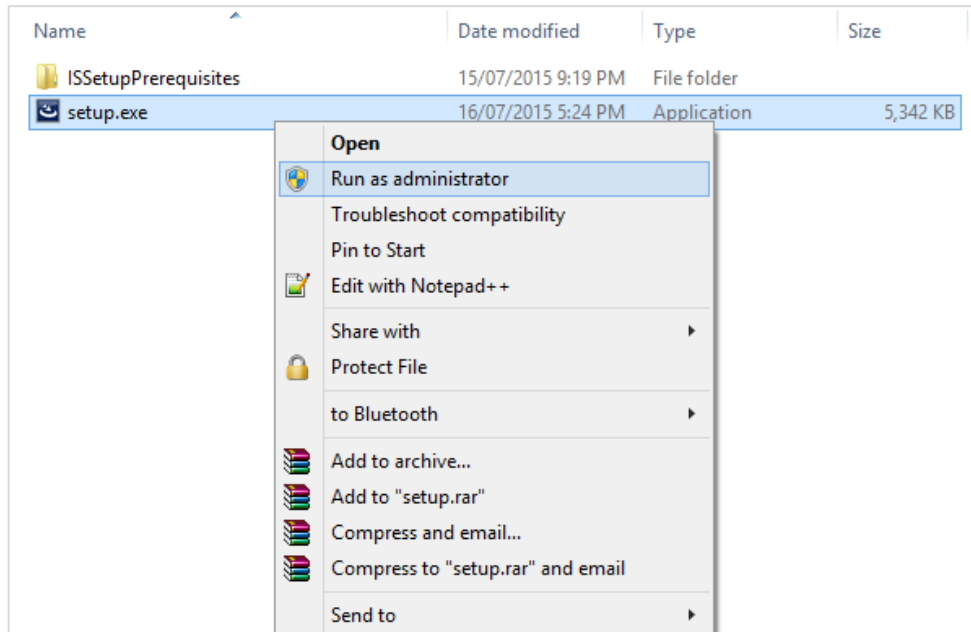 Name Date modified Type Size
ISSetupPrerequisites 15/07/2015 9:19 PM File folder
setup.exe 16/07/2015 5:24 PM Application 5,342 KB
Open
Run as administrator
Troubleshoot compatibility
Pin to Start
Edit with Notepad++
Share with
Protect File
to Bluetooth
Add to archive...
Add to "setup.rar"
Compress and email...
Compress to "setup.rar" and email
Send to